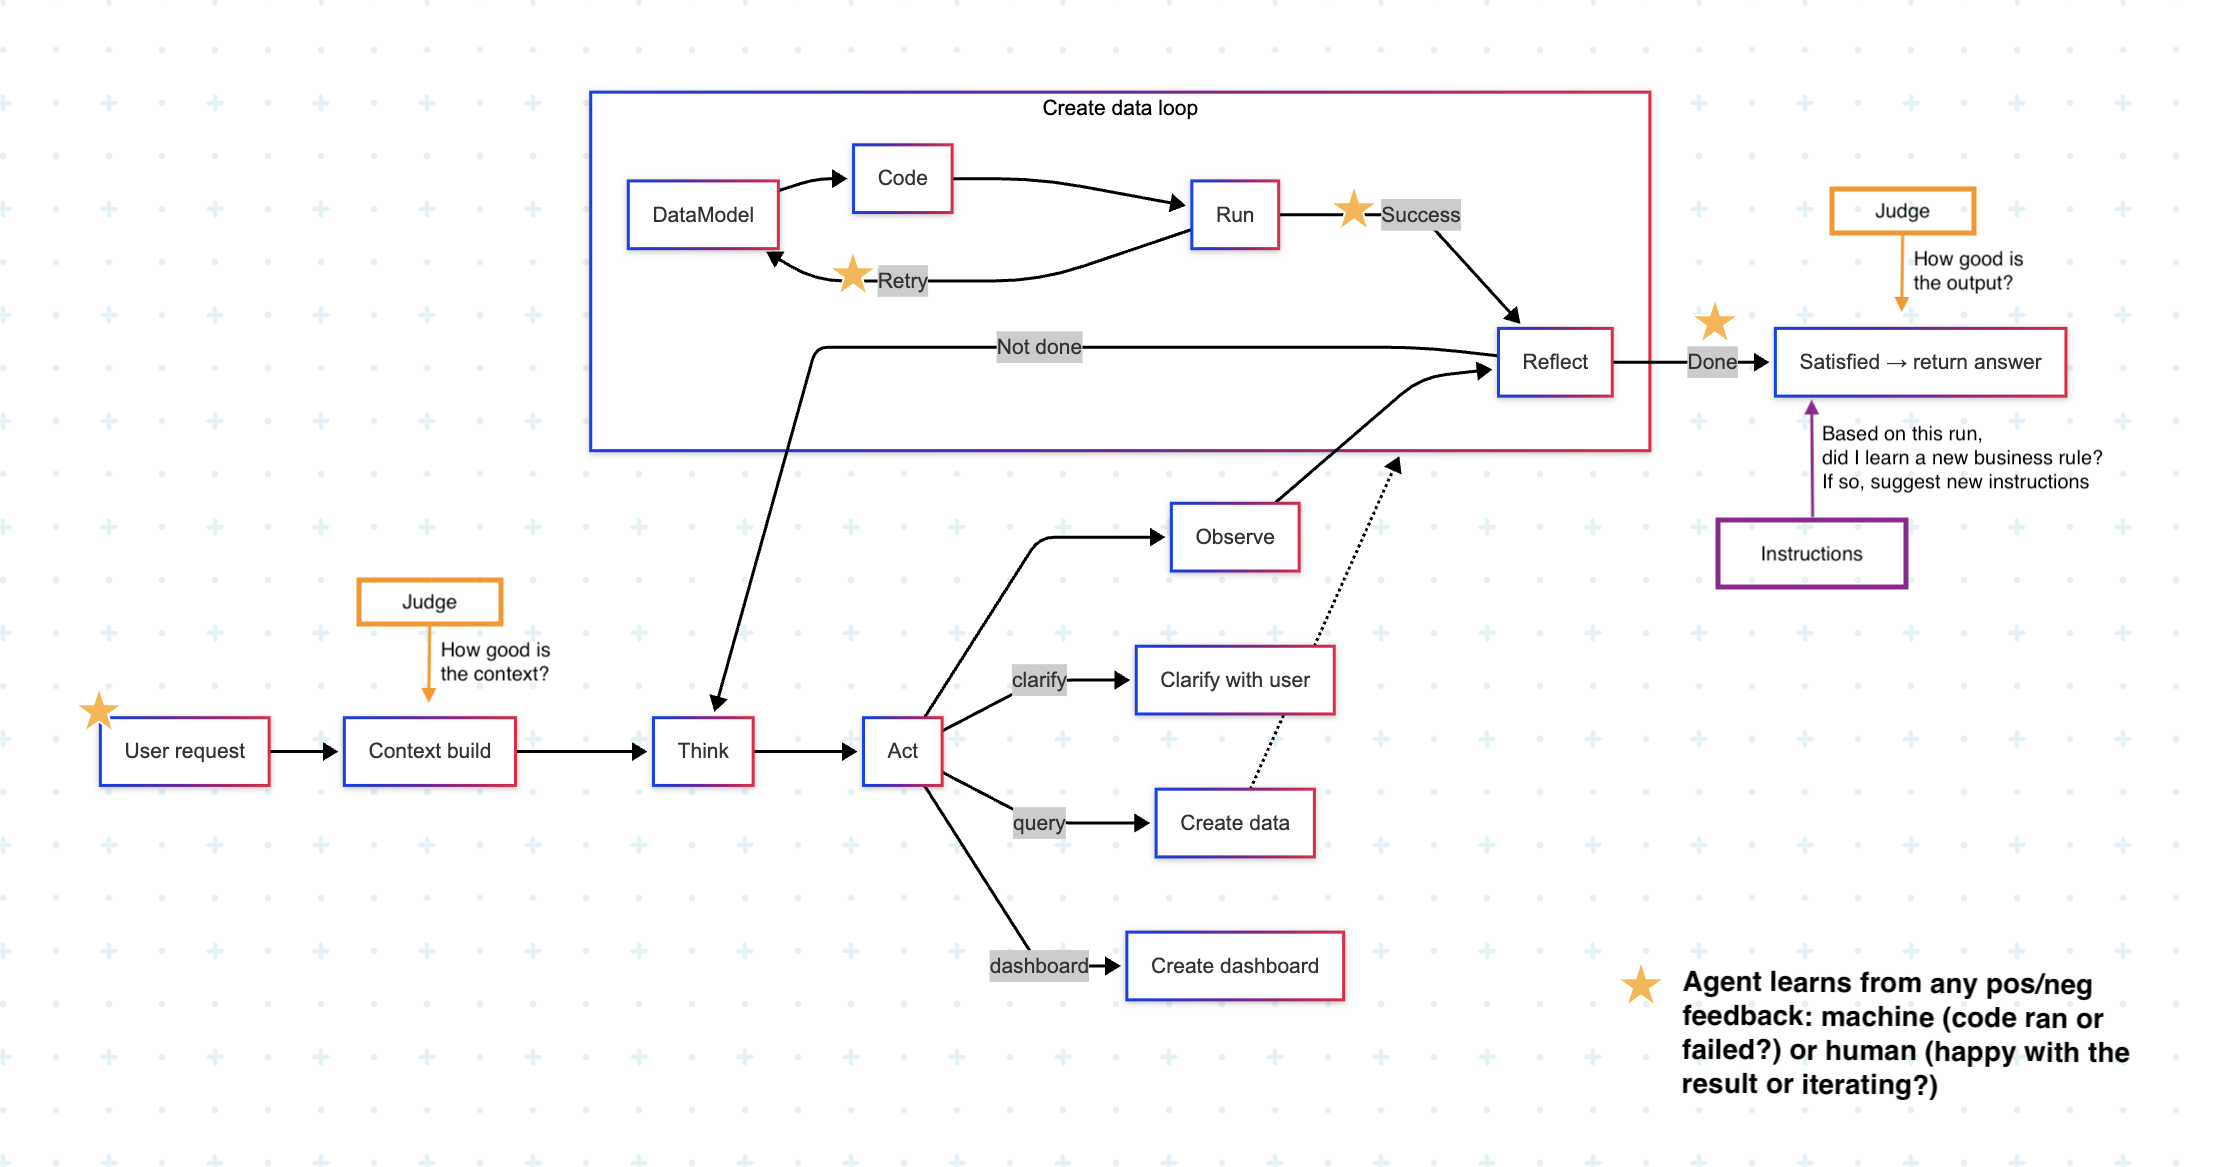 Create data loop
Code
DataModel
Run
Success
Retry
Not done
Reflect
Done
Judge
How good is
the output?
Satisfied → return answer
Based on this run,
did I learn a new business rule?
If so, suggest new instructions
Instructions
Observe
Judge
How good is
the context?
clarify
Clarify with user
User request
Context build
Think
Act
query
Create data
dashboard
Create dashboard
Agent learns from any pos/neg
feedback: machine (code ran or
failed?) or human (happy with the
result or iterating?)